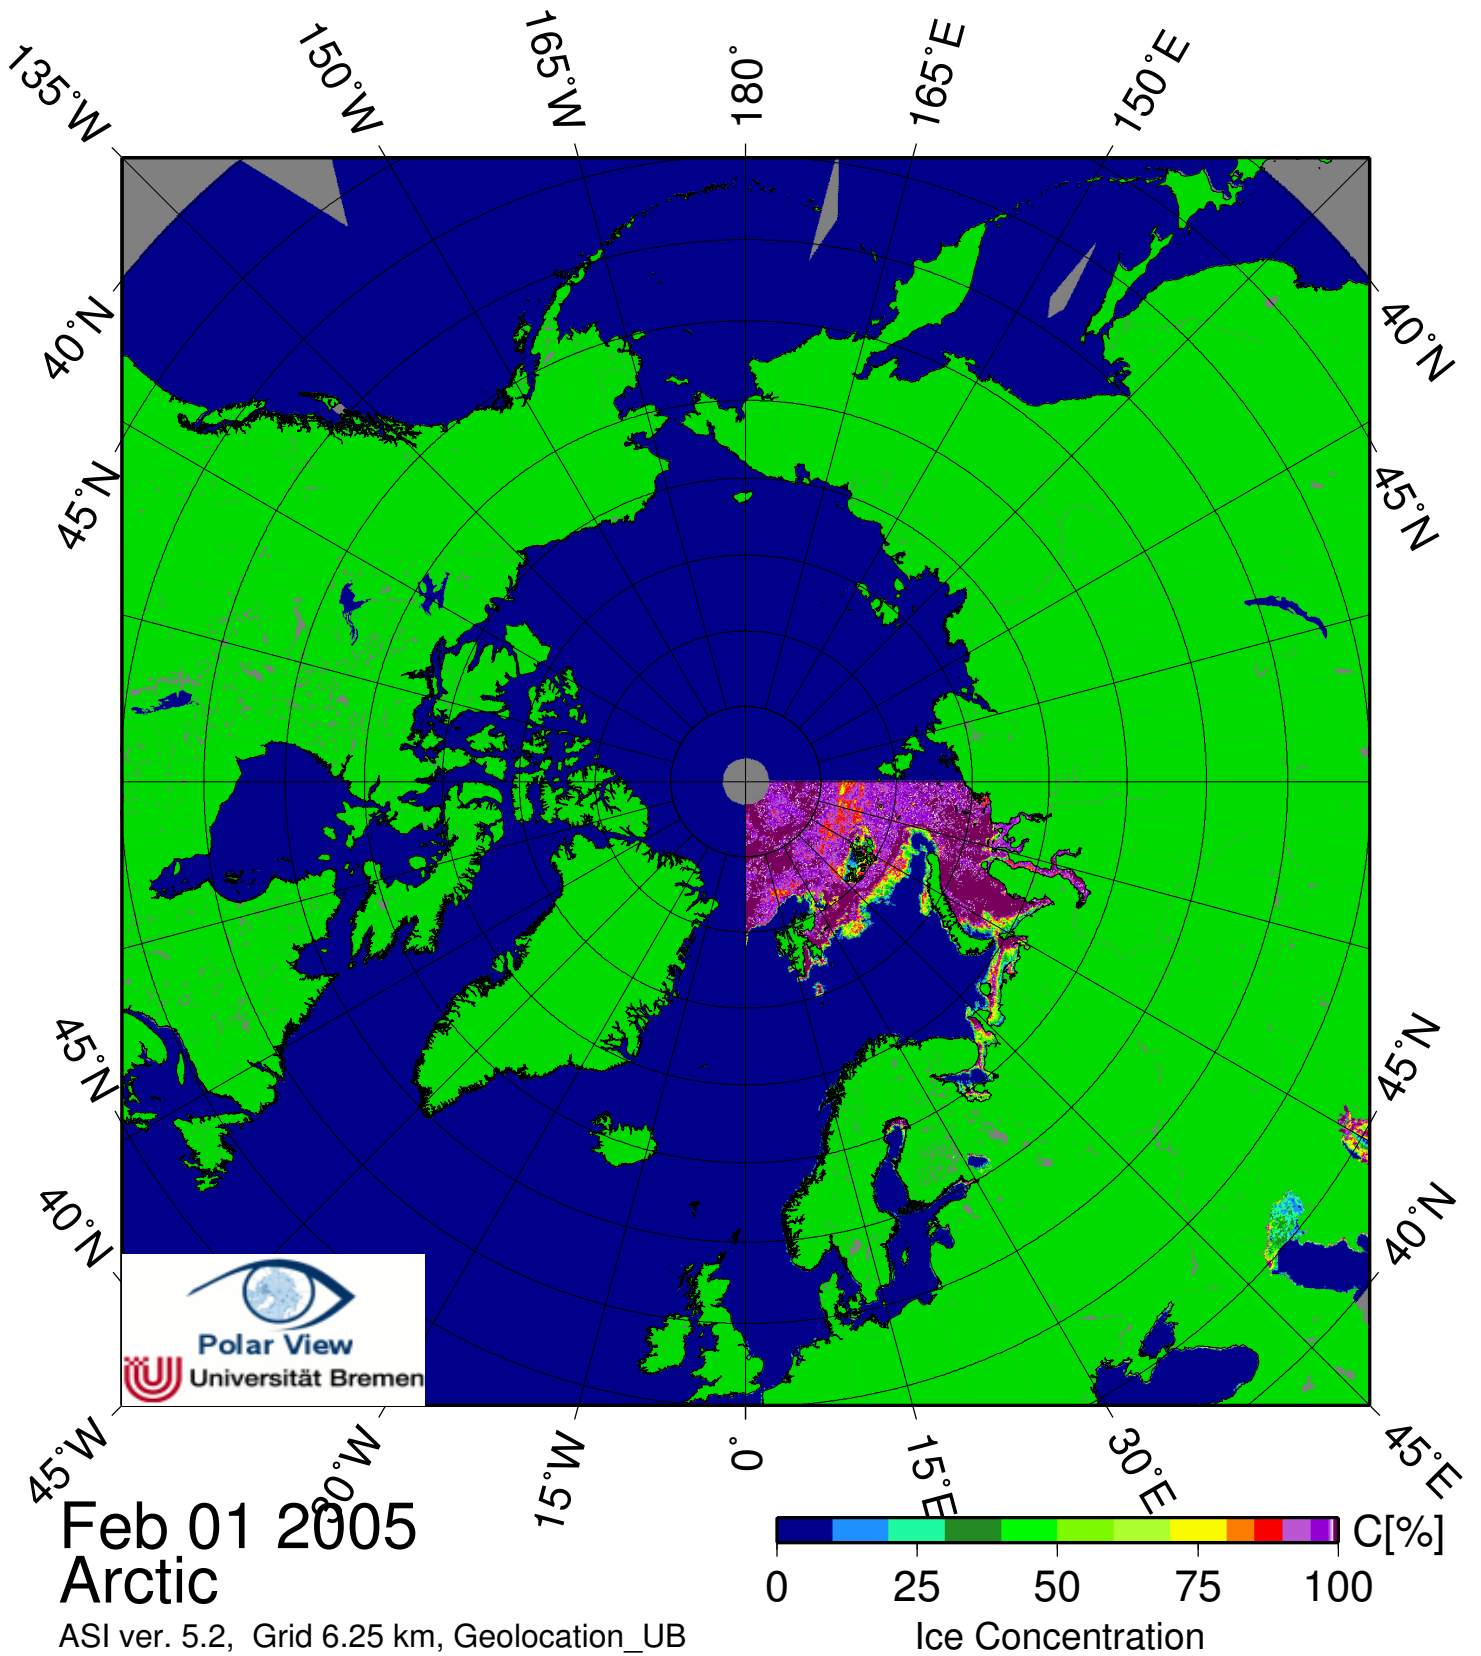 135°W
150°W
165°W
180°
165°E
150°E
40°N
40°N
45°N
45°N
45°N
45°N
40°N
40°N
Polar View
Universität Bremen
45°W
30°W
15°W
0°
15°E
30°E
45°E
Feb 01 2005
Arctic
ASI ver. 5.2, Grid 6.25 km, Geolocation_UB
C[%]
0 25 50 75 100
Ice Concentration